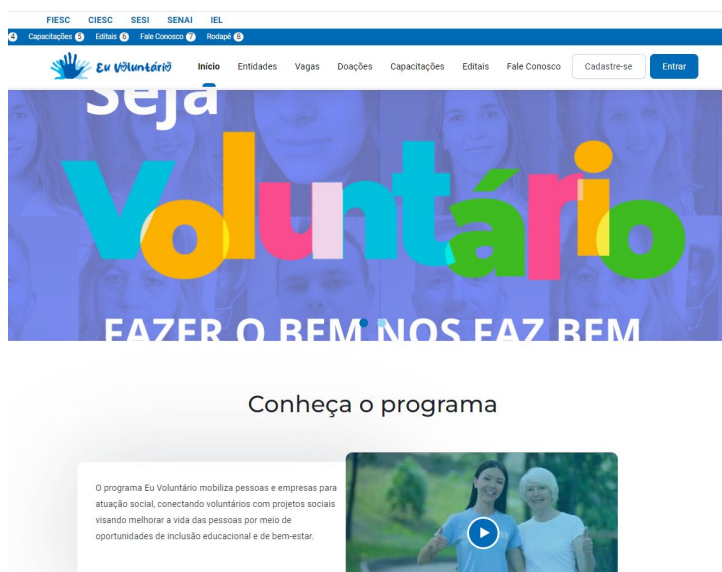 FIESC CIESC SESI SENAI IEL
4 Capacitações 5 Editais 6 Fale Conosco 7 Rodapé 8
Eu Voluntário Início Entidades Vagas Doações Capacitações Editais Fale Conosco Cadastre-se Entrar
Seja
Voluntário
FAZER O BEM NOS FAZ BEM
Conheça o programa
O programa Eu Voluntário mobiliza pessoas e empresas para
atuação social, conectando voluntários com projetos sociais
visando melhorar a vida das pessoas por meio de
oportunidades de inclusão educacional e de bem-estar.